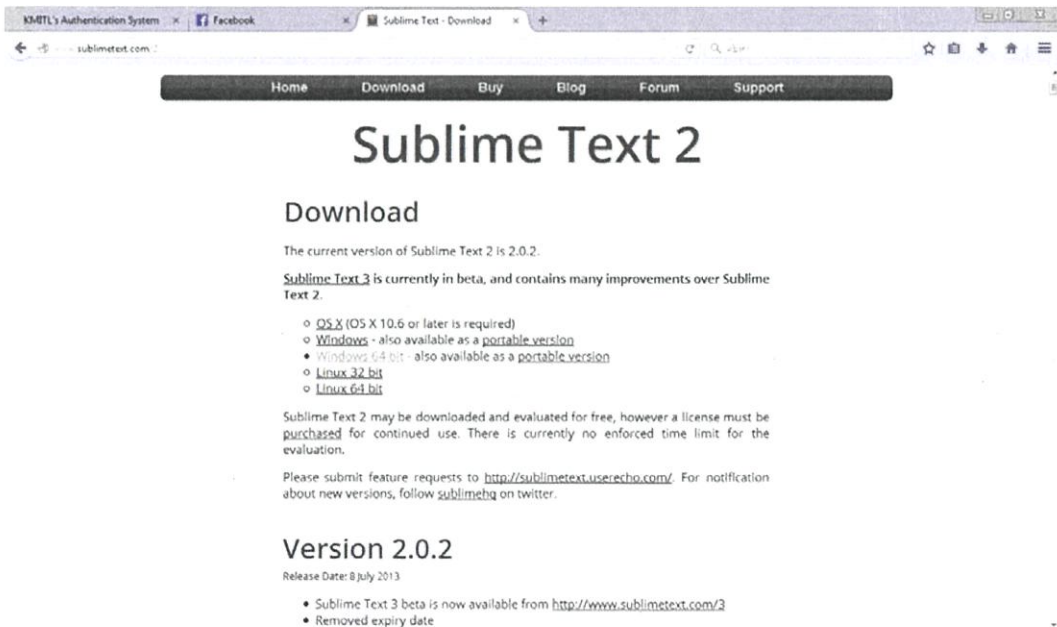 KMITL's Authentication System × Facebook × Sublime Text - Download × +
sublimetext.com
Home Download Buy Blog Forum Support
Sublime Text 2
Download
The current version of Sublime Text 2 is 2.0.2.
Sublime Text 3 is currently in beta, and contains many improvements over Sublime
Text 2.
OS X (OS X 10.6 or later is required)
Windows - also available as a portable version
Windows 64 bit - also available as a portable version
Linux 32 bit
Linux 64 bit
Sublime Text 2 may be downloaded and evaluated for free, however a license must be
purchased for continued use. There is currently no enforced time limit for the
evaluation.
Please submit feature requests to http://sublimetext.userecho.com/. For notification
about new versions, follow sublimehq on twitter.
Version 2.0.2
Release Date: 8 July 2013
Sublime Text 3 beta is now available from http://www.sublimetext.com/3
Removed expiry date